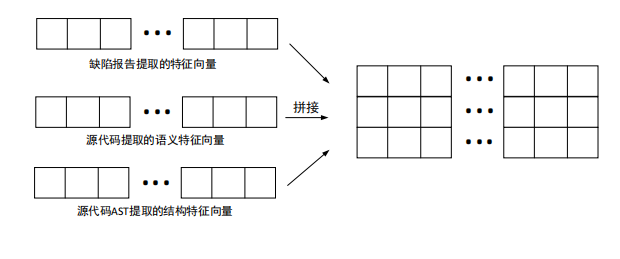 缺陷报告提取的特征向量
拼接
源代码提取的语义特征向量
源代码AST提取的结构特征向量